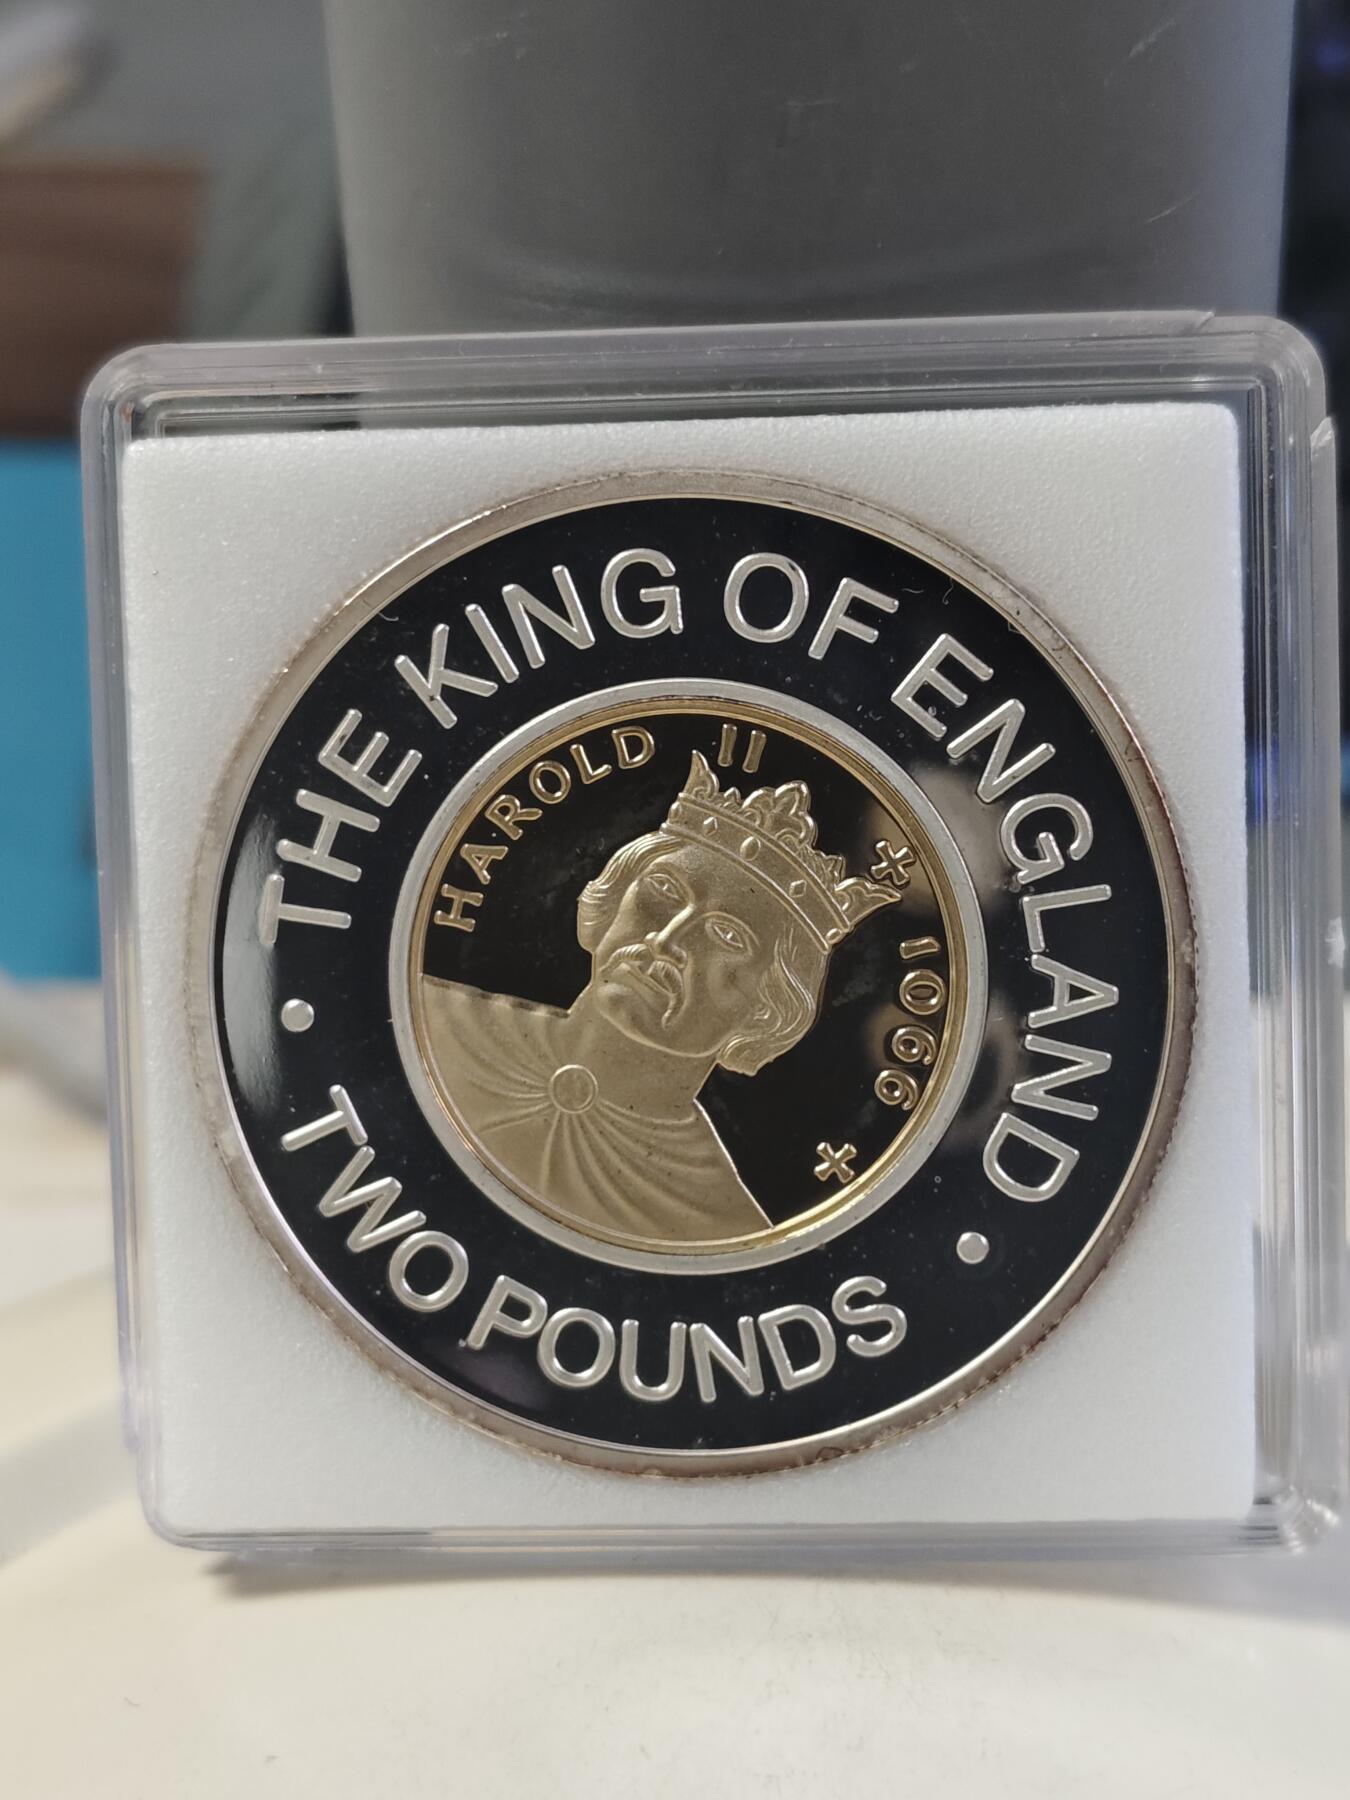 THE KING OF ENGLAND
TWO POUNDS
HAROLD II
1066